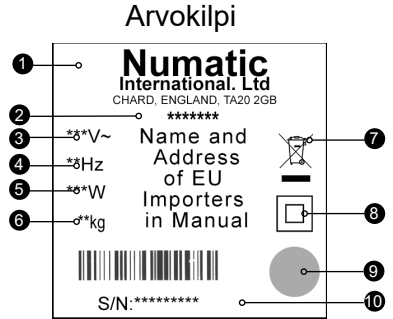 Arvokilpi
1
Numatic
International. Ltd
CHARD, ENGLAND, TA20 2GB
2
*******
3
***V~
Name and
7
4
**Hz
Address
5
***W
of EU
Importers
8
6
**kg
in Manual
9
S/N:*********
10